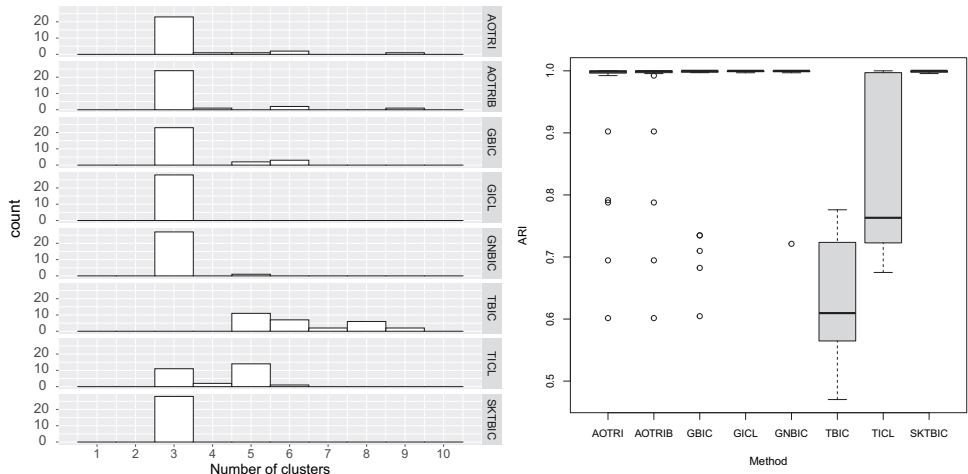 count
20
10
0
AOTRI
20
10
0
AOTRIB
20
10
0
GBIC
20
10
0
GICL
20
10
0
GNBIC
20
10
0
TBIC
20
10
0
TICL
20
10
0
SKTBIC
1 2 3 4 5 6 7 8 9 10
Number of clusters
ARI
1.0
0.9
0.8
0.7
0.6
0.5
AOTRI AOTRIB GBIC GICL GNBIC TBIC TICL SKTBIC
Method